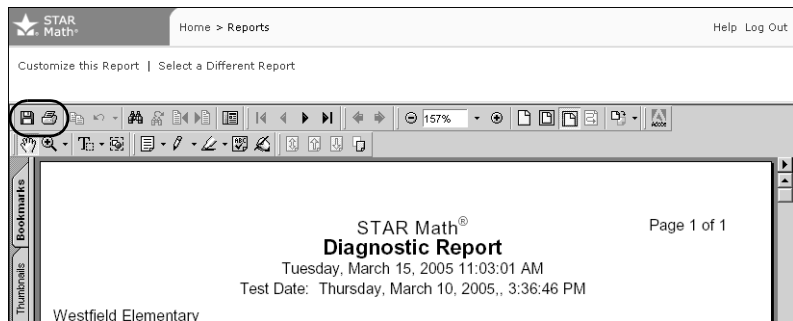 STAR
Math®
Home > Reports
Help Log Out
Customize this Report | Select a Different Report
157%
Adobe
Bookmarks
Thumbnails
STAR Math®
Page 1 of 1
Diagnostic Report
Tuesday, March 15, 2005 11:03:01 AM
Test Date: Thursday, March 10, 2005,, 3:36:46 PM
Westfield Elementary